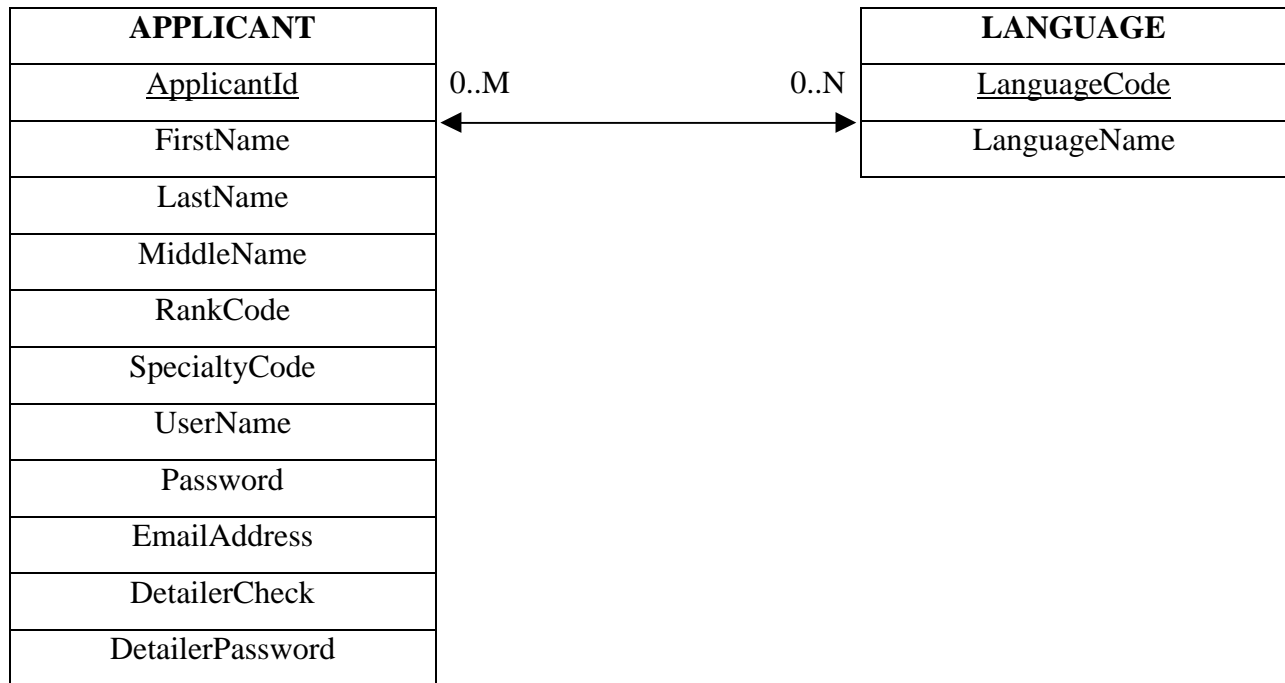 APPLICANT
ApplicantId
FirstName
LastName
MiddleName
RankCode
SpecialtyCode
UserName
Password
EmailAddress
DetailerCheck
DetailerPassword
0..M
0..N
LANGUAGE
LanguageCode
LanguageName